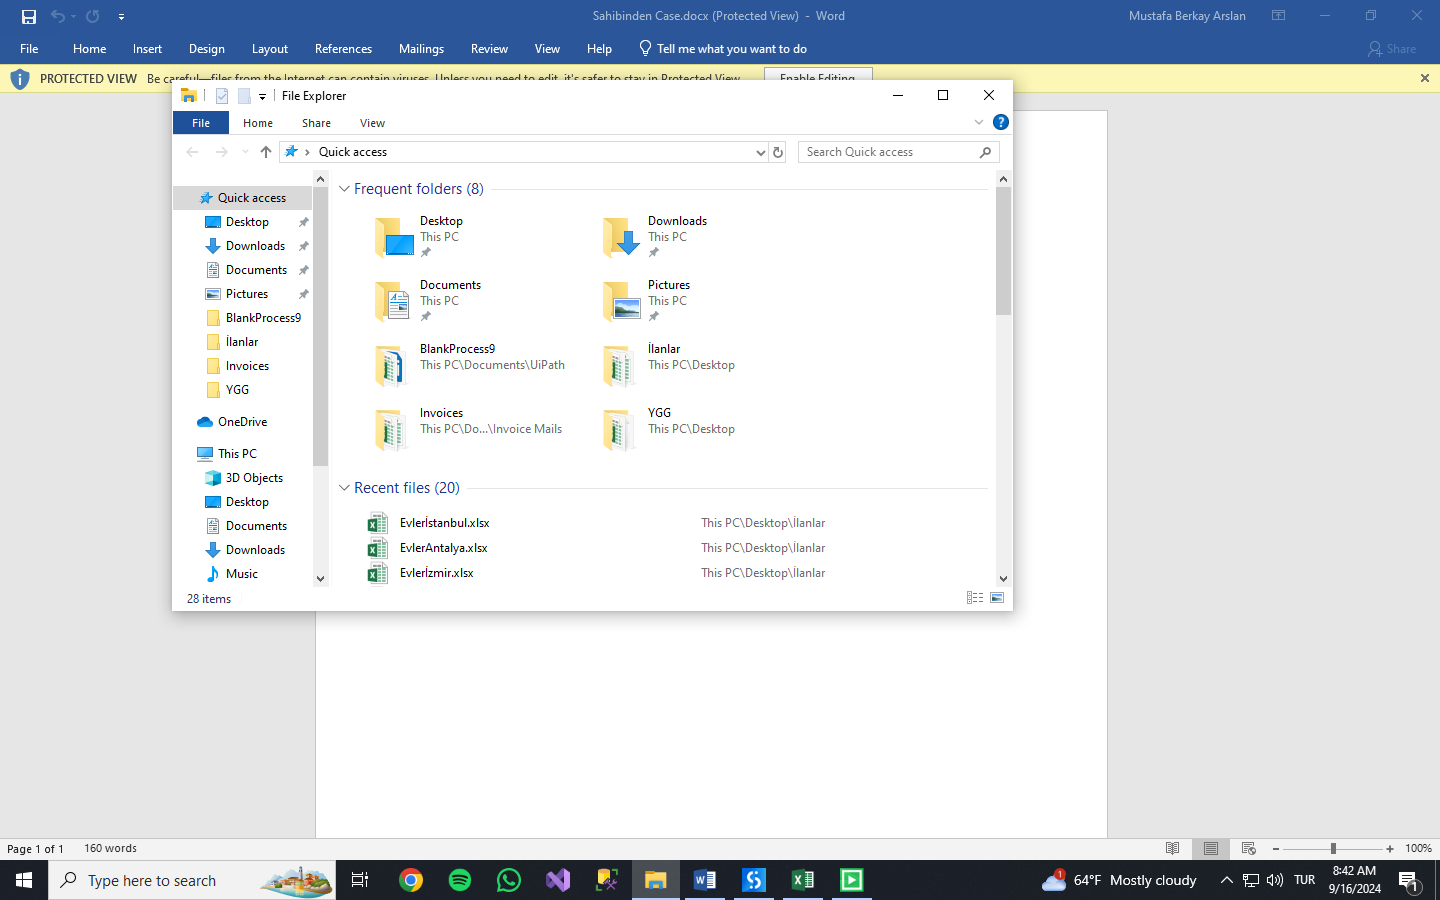 Sahibinden Case.docx (Protected View) - Word
Mustafa Berkay Arslan
File Home Insert Design Layout References Mailings Review View Help Tell me what you want to do
Share
PROTECTED VIEW Be careful—files from the Internet can contain viruses. Unless you need to edit, it's safer to stay in Protected View.
Enable Editing
File Explorer
File Home Share View
Quick access
Search Quick access
Quick access
Desktop
Downloads
Documents
Pictures
BlankProcess9
İlanlar
Invoices
YGG
OneDrive
This PC
3D Objects
Desktop
Documents
Downloads
Music
Frequent folders (8)
Desktop
This PC
Downloads
This PC
Documents
This PC
Pictures
This PC
BlankProcess9
This PC\Documents\UiPath
İlanlar
This PC\Desktop
Invoices
This PC\Do...\Invoice Mails
YGG
This PC\Desktop
Recent files (20)
Evlerİstanbul.xlsx This PC\Desktop\İlanlar
EvlerAntalya.xlsx This PC\Desktop\İlanlar
Evlerİzmir.xlsx This PC\Desktop\İlanlar
28 items
Page 1 of 1 160 words
100%
Type here to search
1
64°F Mostly cloudy
TUR
8:42 AM
9/16/2024
1